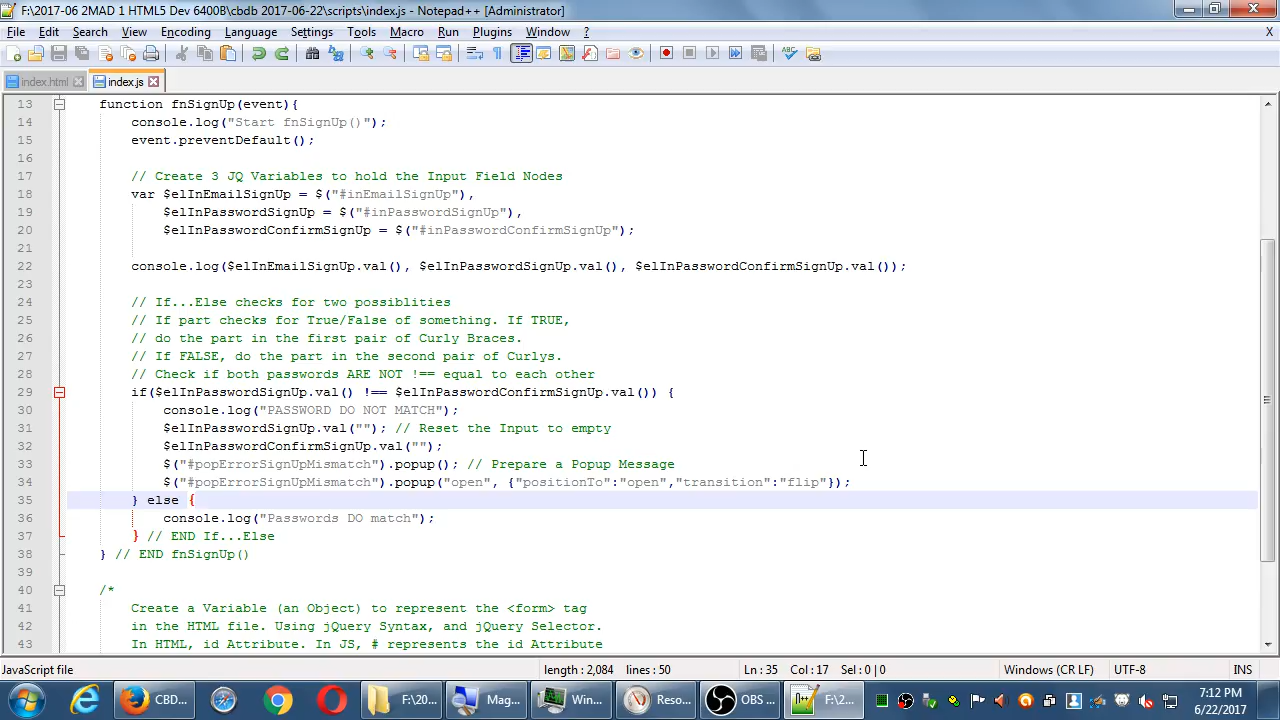 F:\2017-06 2MAD 1 HTML5 Dev 6400B\cbdb 2017-06-22\scripts\index.js - Notepad++ [Administrator]
File Edit Search View Encoding Language Settings Tools Macro Run Plugins Window ? X
index.html index.js
13 function fnSignUp(event){
14 console.log("Start fnSignUp()");
15 event.preventDefault();
16
17 // Create 3 JQ Variables to hold the Input Field Nodes
18 var $elInEmailSignUp = $("#inEmailSignUp"),
19 $elInPasswordSignUp = $("#inPasswordSignUp"),
20 $elInPasswordConfirmSignUp = $("#inPasswordConfirmSignUp");
21
22 console.log($elInEmailSignUp.val(), $elInPasswordSignUp.val(), $elInPasswordConfirmSignUp.val());
23
24 // If...Else checks for two possiblities
25 // If part checks for True/False of something. If TRUE,
26 // do the part in the first pair of Curly Braces.
27 // If FALSE, do the part in the second pair of Curlys.
28 // Check if both passwords ARE NOT !== equal to each other
29 if($elInPasswordSignUp.val() !== $elInPasswordConfirmSignUp.val()) {
30 console.log("PASSWORD DO NOT MATCH");
31 $elInPasswordSignUp.val(""); // Reset the Input to empty
32 $elInPasswordConfirmSignUp.val("");
33 $("#popErrorSignUpMismatch").popup(); // Prepare a Popup Message
34 $("#popErrorSignUpMismatch").popup("open", {"positionTo":"open","transition":"flip"});
35 } else {
36 console.log("Passwords DO match");
37 } // END If...Else
38 } // END fnSignUp()
39
40 /*
41 Create a Variable (an Object) to represent the <form> tag
42 in the HTML file. Using jQuery Syntax, and jQuery Selector.
43 In HTML, id Attribute. In JS, # represents the id Attribute
JavaScript file length : 2,084 lines : 50 Ln : 35 Col : 17 Sel : 0 | 0 Windows (CR LF) UTF-8 INS
CBD... F:\20... Mag... Win... Reso... OBS ... F:\2... 7:12 PM
6/22/2017